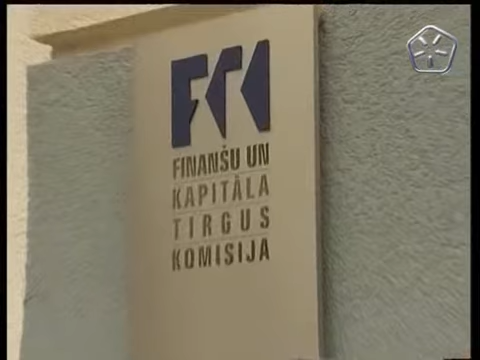 FKTK
FINANŠU UN
KAPITĀLA
TIRGUS
KOMISIJA